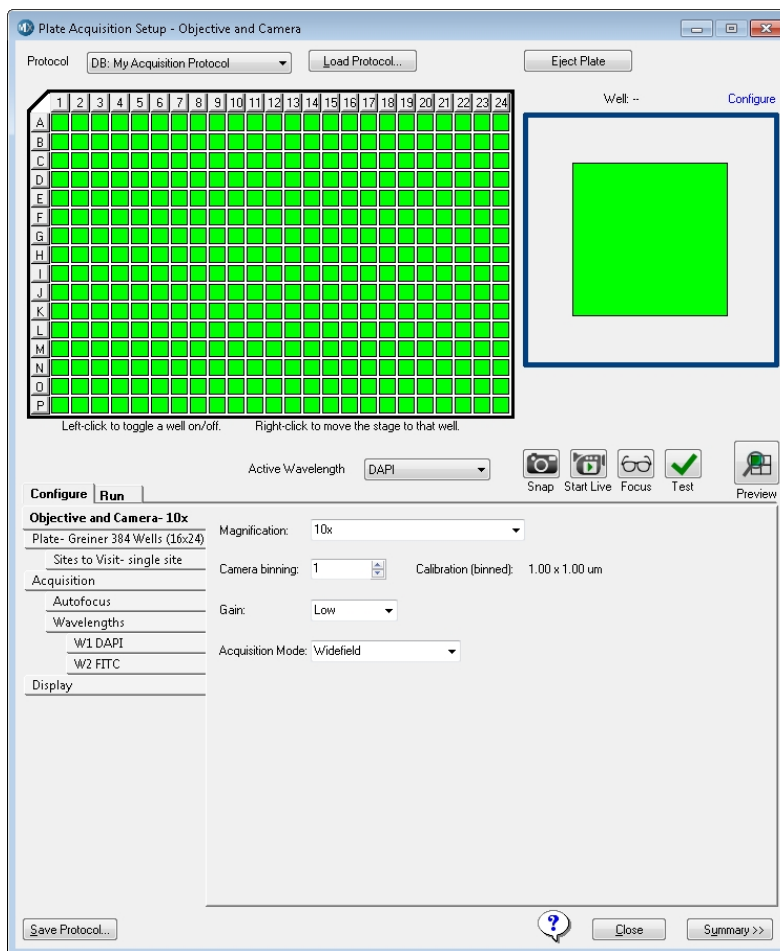 MX Plate Acquisition Setup - Objective and Camera
Protocol DB: My Acquisition Protocol Load Protocol... Eject Plate
Well: -- Configure
1 2 3 4 5 6 7 8 9 10 11 12 13 14 15 16 17 18 19 20 21 22 23 24
A
B
C
D
E
F
G
H
I
J
K
L
M
N
O
P
Left-click to toggle a well on/off. Right-click to move the stage to that well.
Active Wavelength DAPI
Snap Start Live Focus Test Preview
Configure Run
Objective and Camera- 10x
Plate- Greiner 384 Wells (16x24)
Sites to Visit- single site
Acquisition
Autofocus
Wavelengths
W1 DAPI
W2 FITC
Display
Magnification: 10x
Camera binning: 1 Calibration (binned): 1.00 x 1.00 um
Gain: Low
Acquisition Mode: Widefield
Save Protocol... ? Close Summary >>